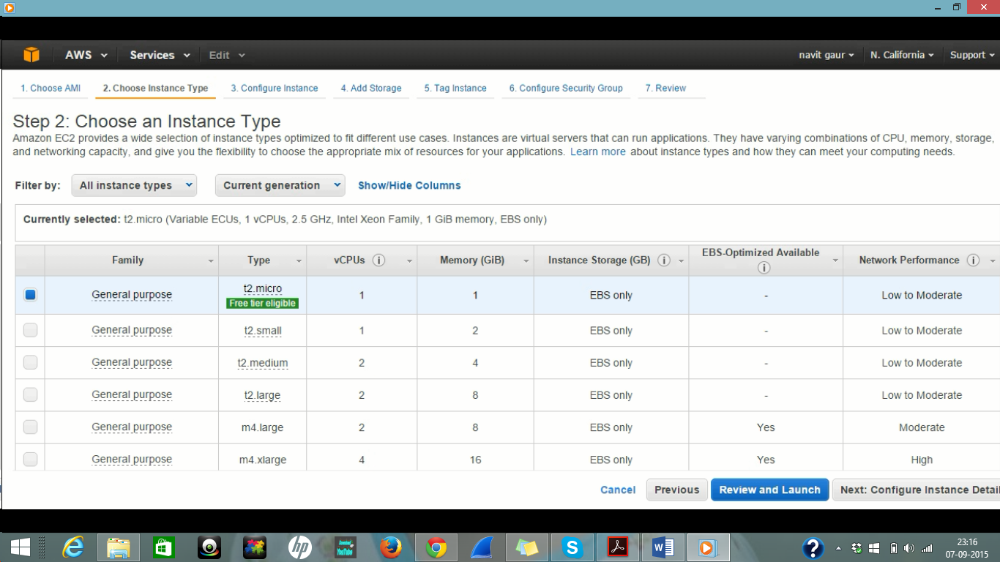 AWS Services Edit navit gaur N. California Support
1. Choose AMI 2. Choose Instance Type 3. Configure Instance 4. Add Storage 5. Tag Instance 6. Configure Security Group 7. Review
Step 2: Choose an Instance Type
Amazon EC2 provides a wide selection of instance types optimized to fit different use cases. Instances are virtual servers that can run applications. They have varying combinations of CPU, memory, storage,
and networking capacity, and give you the flexibility to choose the appropriate mix of resources for your applications. Learn more about instance types and how they can meet your computing needs.
Filter by: All instance types Current generation Show/Hide Columns
Currently selected: t2.micro (Variable ECUs, 1 vCPUs, 2.5 GHz, Intel Xeon Family, 1 GiB memory, EBS only)
Family Type vCPUs i Memory (GiB) Instance Storage (GB) i EBS-Optimized Available i Network Performance i
General purpose t2.micro Free tier eligible 1 1 EBS only - Low to Moderate
General purpose t2.small 1 2 EBS only - Low to Moderate
General purpose t2.medium 2 4 EBS only - Low to Moderate
General purpose t2.large 2 8 EBS only - Low to Moderate
General purpose m4.large 2 8 EBS only Yes Moderate
General purpose m4.xlarge 4 16 EBS only Yes High
Cancel Previous Review and Launch Next: Configure Instance Detai
hp S W ? 23:16
07-09-2015